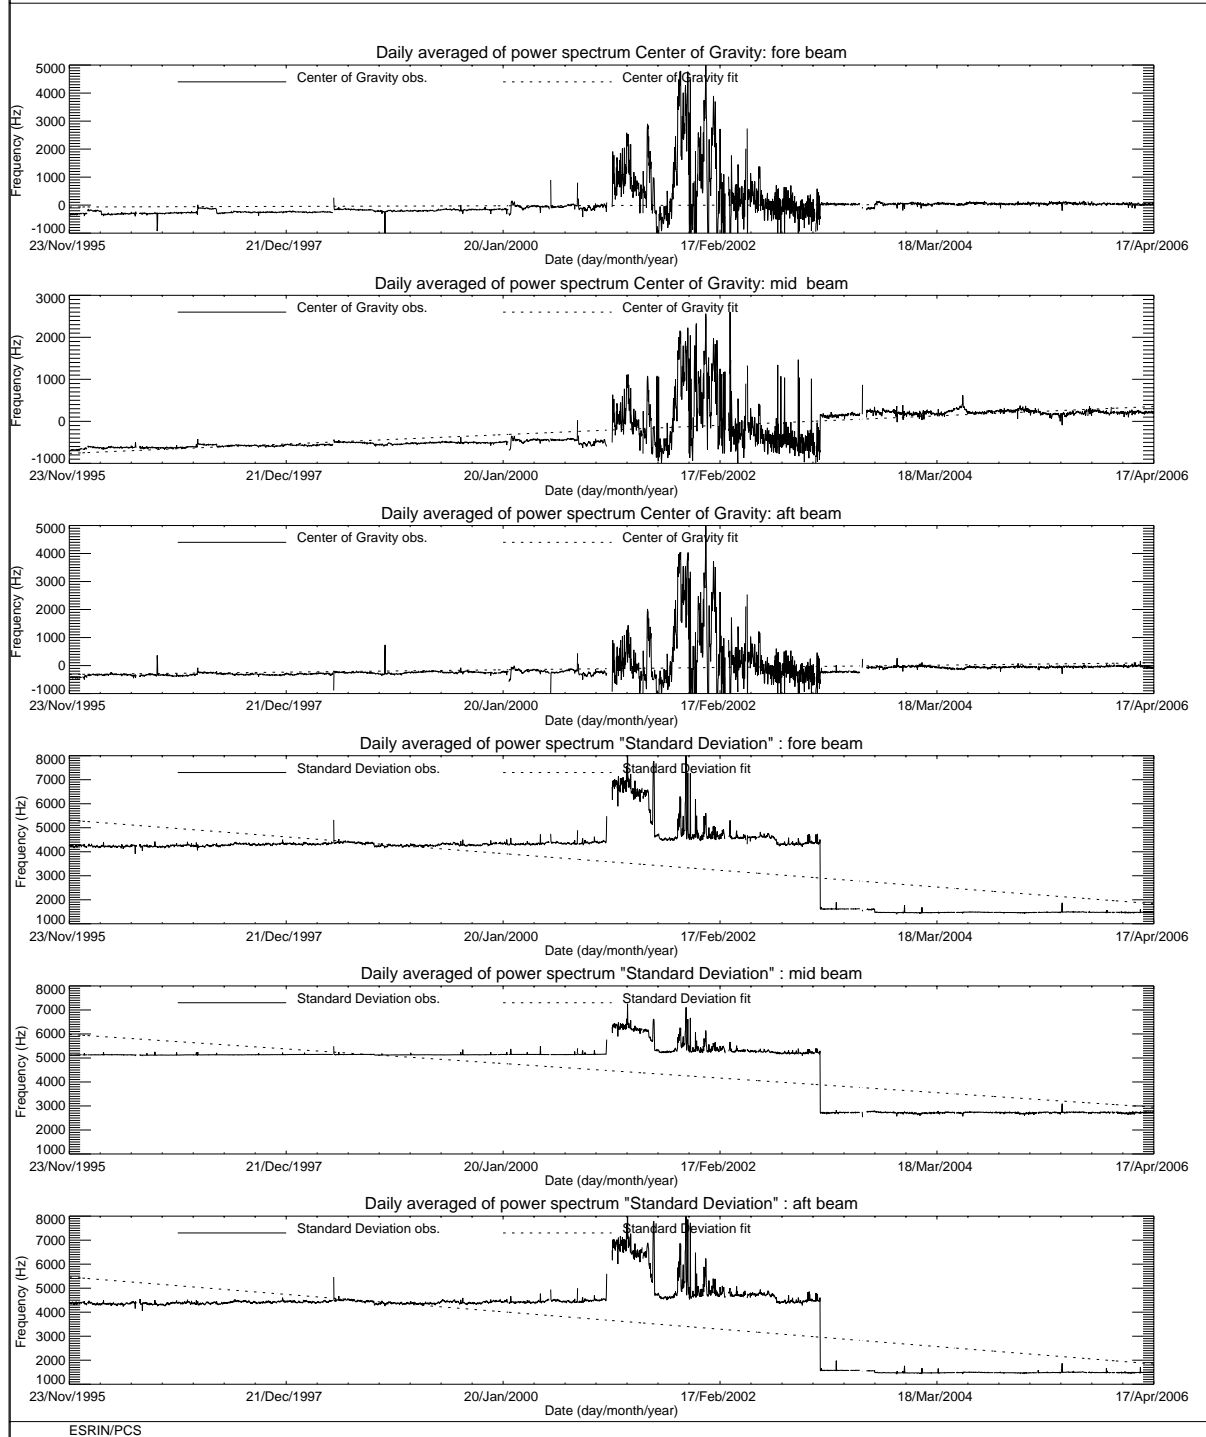 Daily averaged of power spectrum Center of Gravity: fore beam
Center of Gravity obs.
Center of Gravity fit
Frequency (Hz)
5000
4000
3000
2000
1000
0
-1000
23/Nov/1995
21/Dec/1997
20/Jan/2000
17/Feb/2002
18/Mar/2004
17/Apr/2006
Date (day/month/year)
Daily averaged of power spectrum Center of Gravity: mid beam
Center of Gravity obs.
Center of Gravity fit
Frequency (Hz)
3000
2000
1000
0
-1000
23/Nov/1995
21/Dec/1997
20/Jan/2000
17/Feb/2002
18/Mar/2004
17/Apr/2006
Date (day/month/year)
Daily averaged of power spectrum Center of Gravity: aft beam
Center of Gravity obs.
Center of Gravity fit
Frequency (Hz)
5000
4000
3000
2000
1000
0
-1000
23/Nov/1995
21/Dec/1997
20/Jan/2000
17/Feb/2002
18/Mar/2004
17/Apr/2006
Date (day/month/year)
Daily averaged of power spectrum "Standard Deviation" : fore beam
Standard Deviation obs.
Standard Deviation fit
Frequency (Hz)
8000
7000
6000
5000
4000
3000
2000
1000
23/Nov/1995
21/Dec/1997
20/Jan/2000
17/Feb/2002
18/Mar/2004
17/Apr/2006
Date (day/month/year)
Daily averaged of power spectrum "Standard Deviation" : mid beam
Standard Deviation obs.
Standard Deviation fit
Frequency (Hz)
8000
7000
6000
5000
4000
3000
2000
1000
23/Nov/1995
21/Dec/1997
20/Jan/2000
17/Feb/2002
18/Mar/2004
17/Apr/2006
Date (day/month/year)
Daily averaged of power spectrum "Standard Deviation" : aft beam
Standard Deviation obs.
Standard Deviation fit
Frequency (Hz)
8000
7000
6000
5000
4000
3000
2000
1000
23/Nov/1995
21/Dec/1997
20/Jan/2000
17/Feb/2002
18/Mar/2004
17/Apr/2006
Date (day/month/year)
ESRIN/PCS